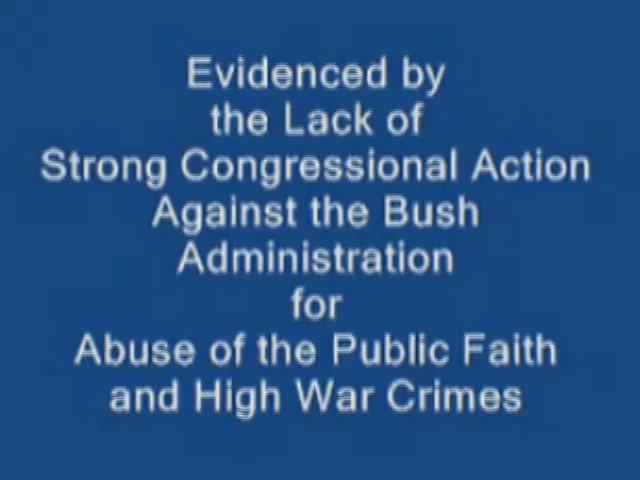 Evidenced by
the Lack of
Strong Congressional Action
Against the Bush
Administration
for
Abuse of the Public Faith
and High War Crimes